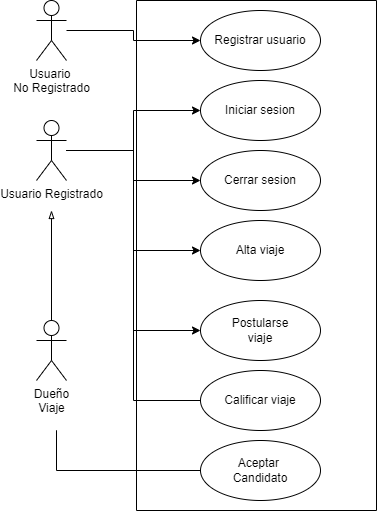 Registrar usuario
Usuario
No Registrado
Iniciar sesion
Cerrar sesion
Usuario Registrado
Alta viaje
Postularse
viaje
Dueño
Viaje
Calificar viaje
Aceptar
Candidato